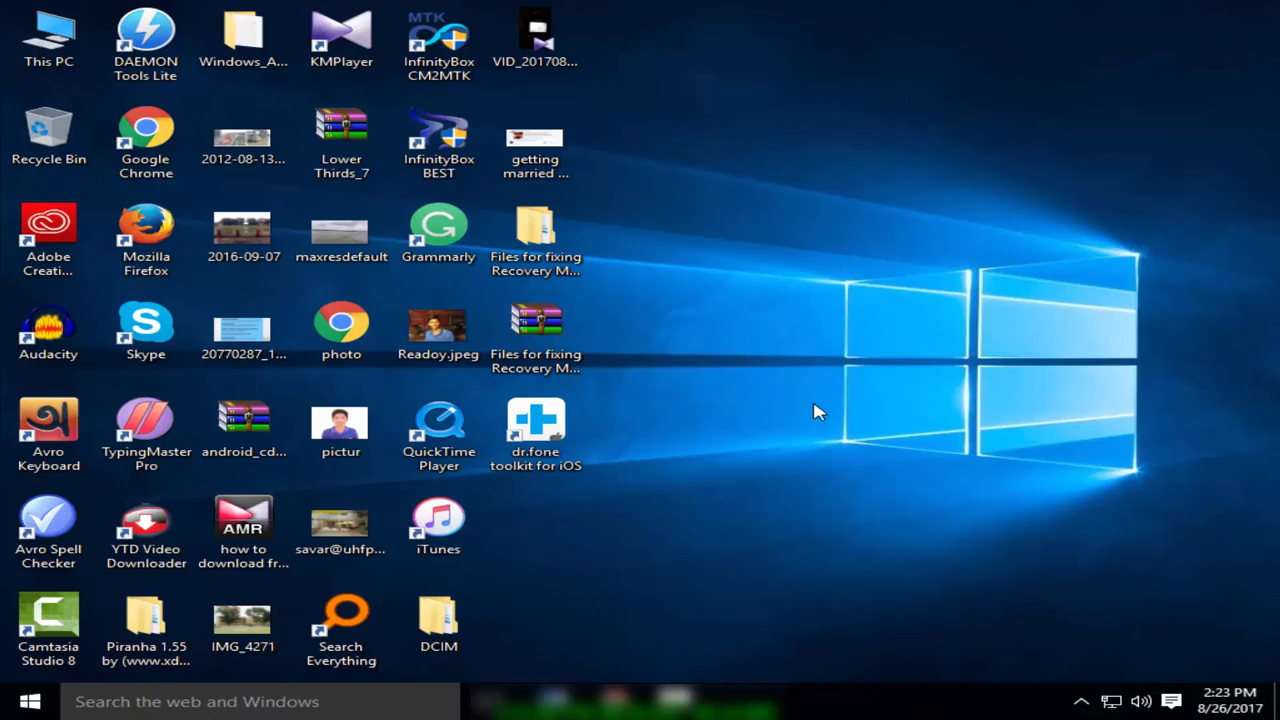 This PC
DAEMON
Tools Lite
Windows_A...
KMPlayer
MTK
InfinityBox
CM2MTK
VID_201708...
Recycle Bin
Google
Chrome
2012-08-13...
Lower
Thirds_7
InfinityBox
BEST
getting
married ...
Adobe
Creati...
Mozilla
Firefox
2016-09-07
maxresdefault
Grammarly
Files for fixing
Recovery M...
Audacity
Skype
20770287_1...
photo
Readoy.jpeg
Files for fixing
Recovery M...
অ
Avro
Keyboard
TypingMaster
Pro
android_cd...
pictur
QuickTime
Player
dr.fone
toolkit for iOS
Avro Spell
Checker
YTD Video
Downloader
AMR
how to
download fr...
savar@uhfp...
iTunes
Camtasia
Studio 8
Piranha 1.55
by (www.xd...
IMG_4271
Search
Everything
DCIM
Search the web and Windows
2:23 PM
8/26/2017